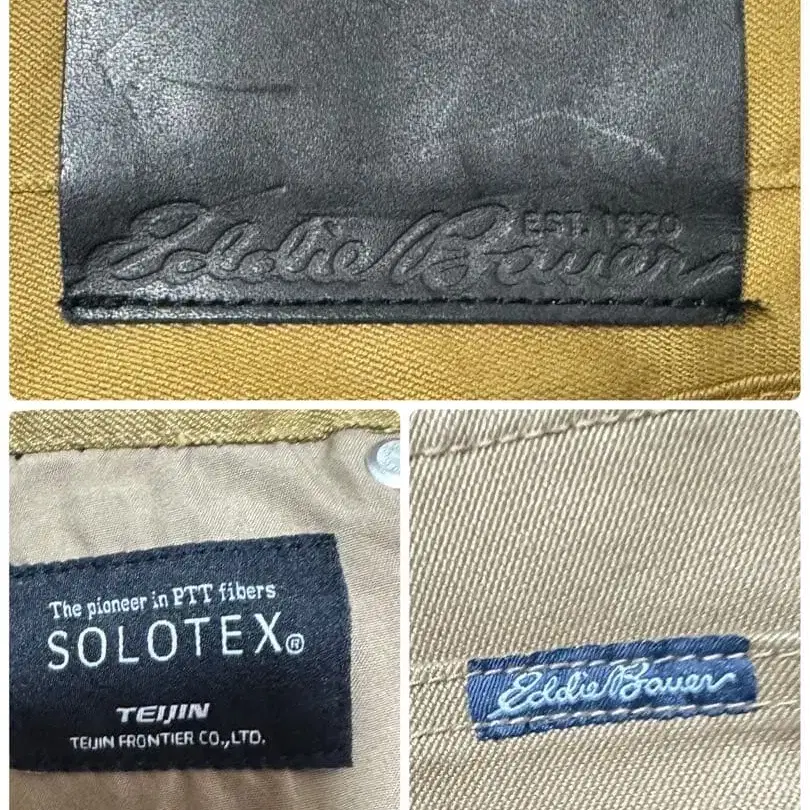 EST. 1920
Eddie Bauer
The pioneer in PTT fibers
SOLOTEX®
TEIJIN
TEIJIN FRONTIER CO.,LTD.
Eddie Bauer